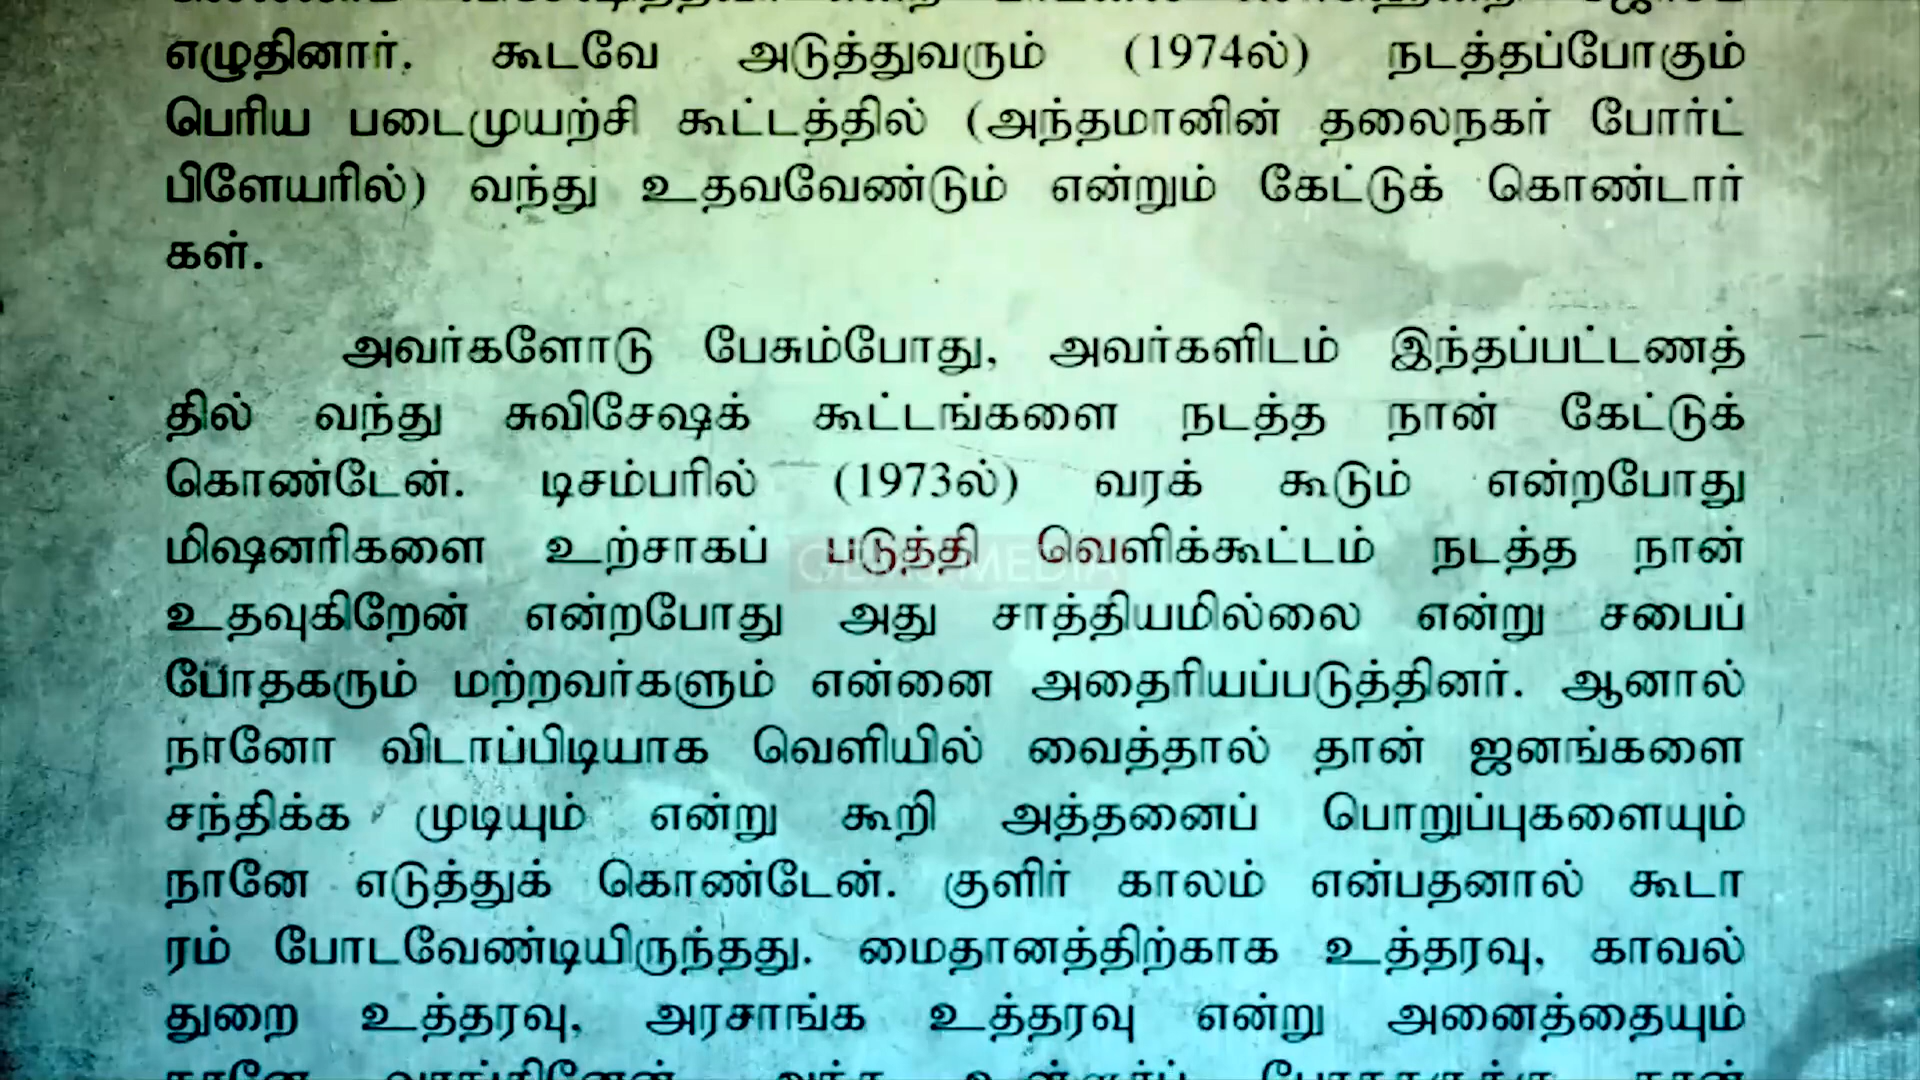 எழுதினார். கூடவே அடுத்துவரும் (1974ல்) நடத்தப்போகும்
பெரிய படைமுயற்சி கூட்டத்தில் (அந்தமானின் தலைநகர் போர்ட்
பிளேயரில்) வந்து உதவவேண்டும் என்றும் கேட்டுக் கொண்டார்
கள்.
அவர்களோடு பேசும்போது, அவர்களிடம் இந்தப்பட்டணத்
தில் வந்து சுவிசேஷக் கூட்டங்களை நடத்த நான் கேட்டுக்
கொண்டேன். டிசம்பரில் (1973ல்) வரக் கூடும் என்றபோது
மிஷனரிகளை உற்சாகப் படுத்தி வெளிக்கூட்டம் நடத்த நான்
GEMS MEDIA
உதவுகிறேன் என்றபோது அது சாத்தியமில்லை என்று சபைப்
போதகரும் மற்றவர்களும் என்னை அதைரியப்படுத்தினர். ஆனால்
நானோ விடாப்பிடியாக வெளியில் வைத்தால் தான் ஜனங்களை
சந்திக்க முடியும் என்று கூறி அத்தனைப் பொறுப்புகளையும்
நானே எடுத்துக் கொண்டேன். குளிர் காலம் என்பதனால் கூடா
ரம் போடவேண்டியிருந்தது. மைதானத்திற்காக உத்தரவு, காவல்
துறை உத்தரவு, அரசாங்க உத்தரவு என்று அனைத்தையும்